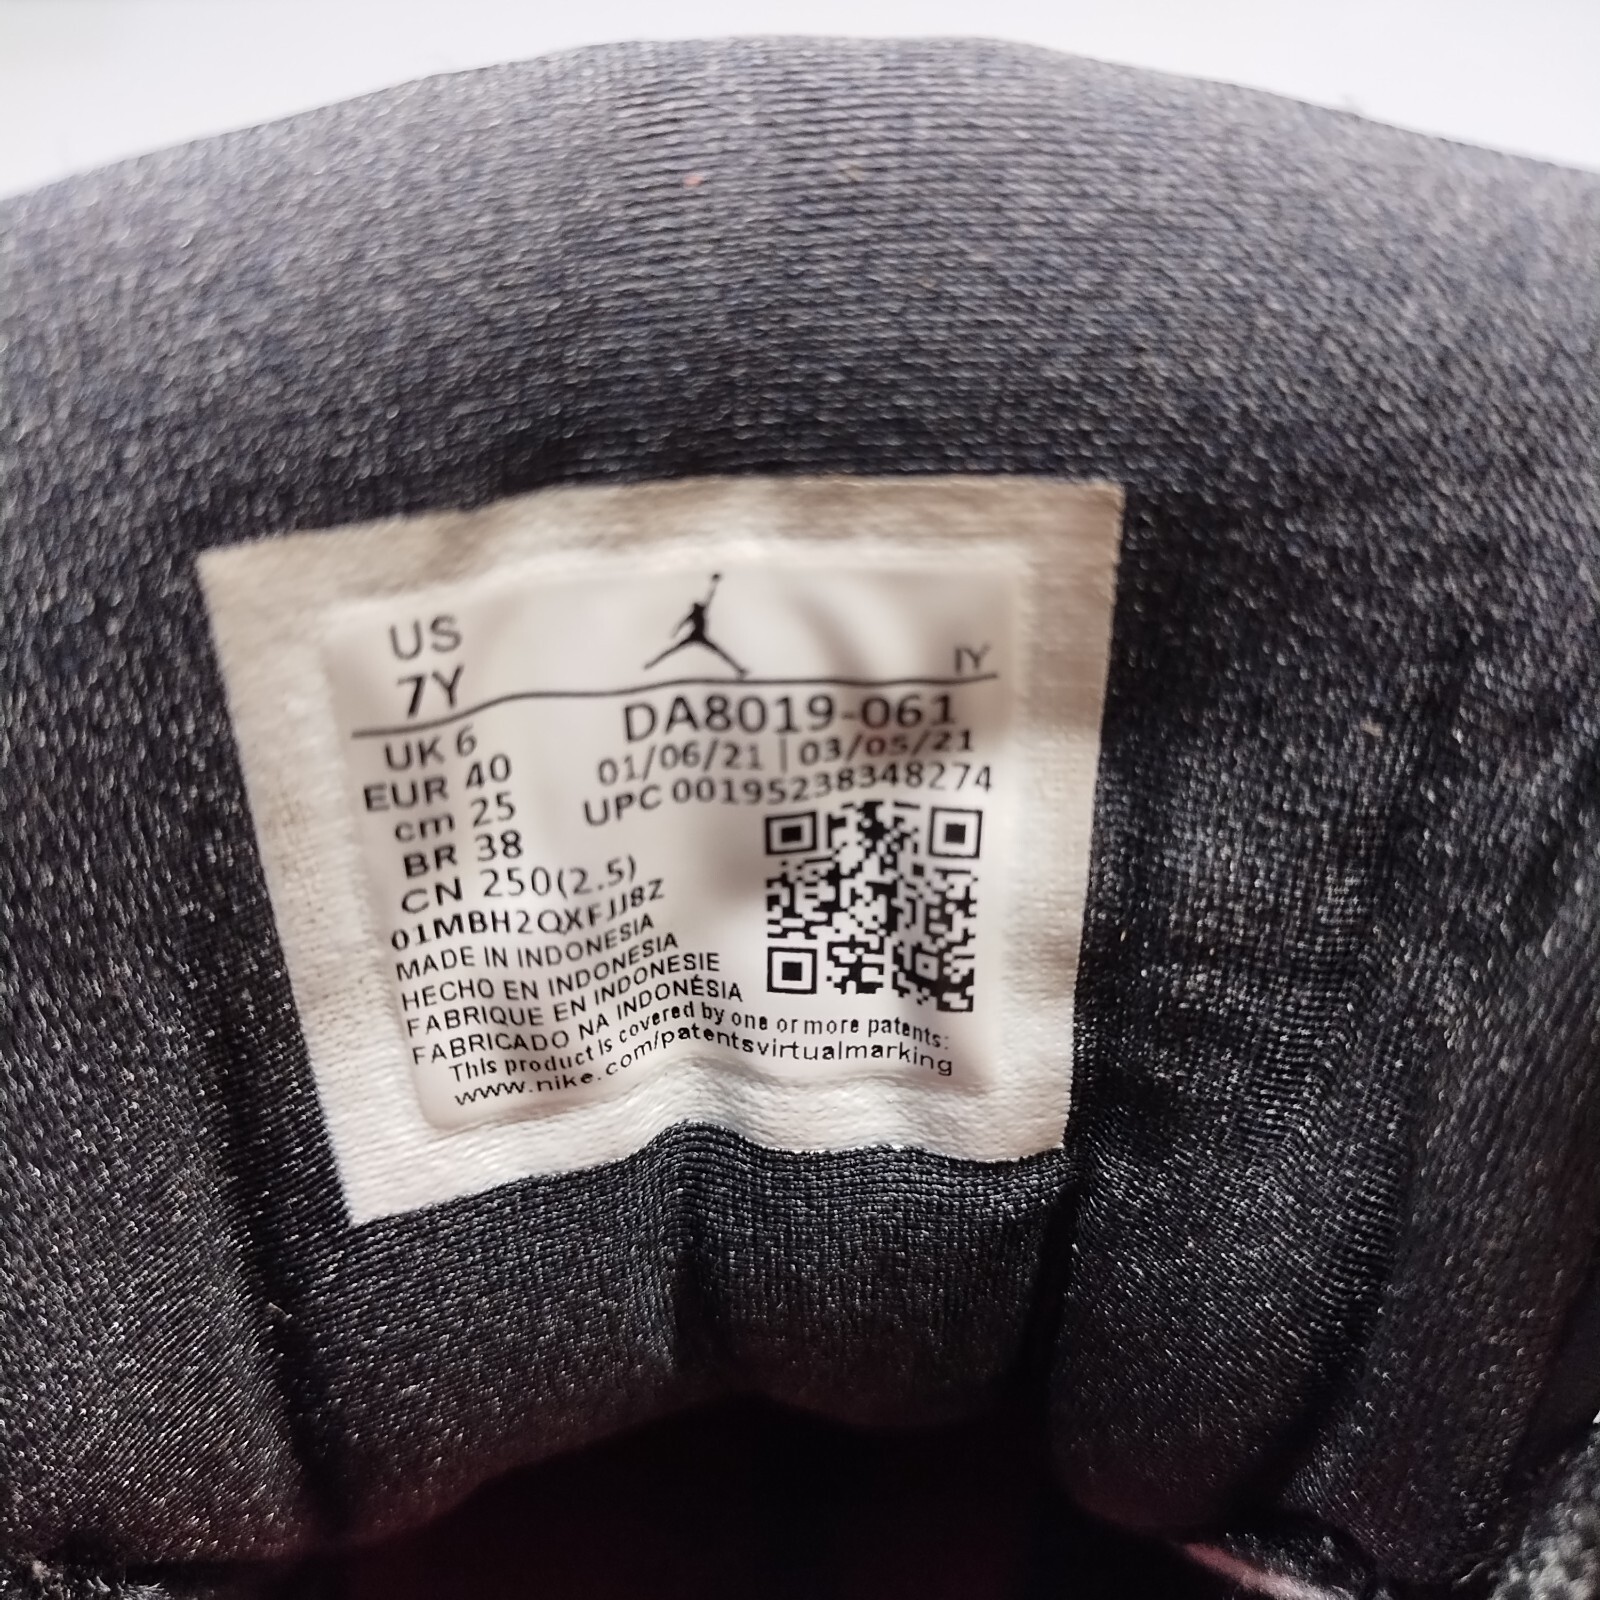 US
7Y
IY
UK 6
EUR 40
cm 25
BR 38
CN 250(2.5)
DA8019-061
01/06/21 | 03/05/21
UPC 00195238348274
01MBH2QXFJJ8Z
MADE IN INDONESIA
HECHO EN INDONESIA
FABRIQUE EN INDONESIE
FABRICADO NA INDONÉSIA
This product is covered by one or more patents:
www.nike.com/patentsvirtualmarking